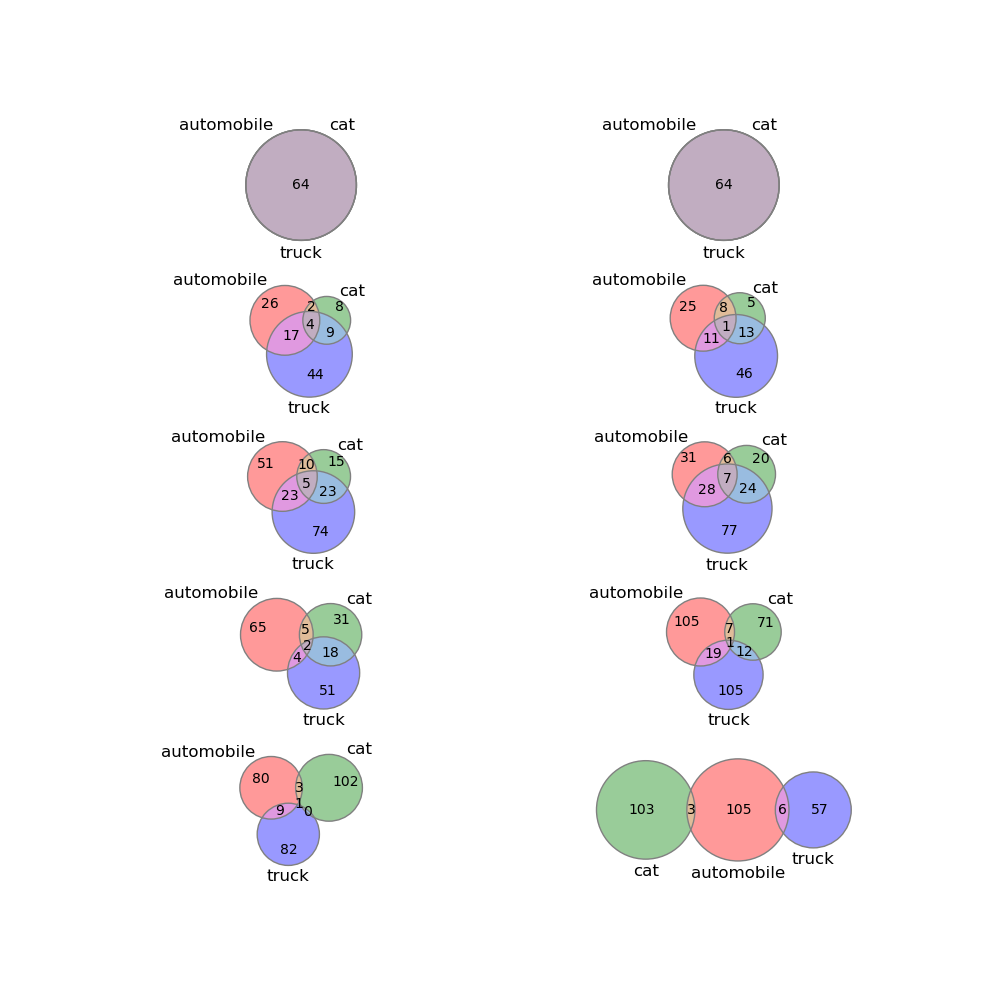 automobile cat
64
truck
automobile cat
64
truck
automobile
cat
26 2 8
4
17 9
44
truck
automobile
cat
25 8 5
1
11 13
46
truck
automobile
cat
51 10 15
5
23 23
74
truck
automobile
cat
31 6 20
7
28 24
77
truck
automobile
cat
65 5 31
2
4 18
51
truck
automobile
cat
105 7 71
1
19 12
105
truck
automobile
cat
80 3 102
1
9 0
82
truck
103 3 105 6 57
cat automobile truck